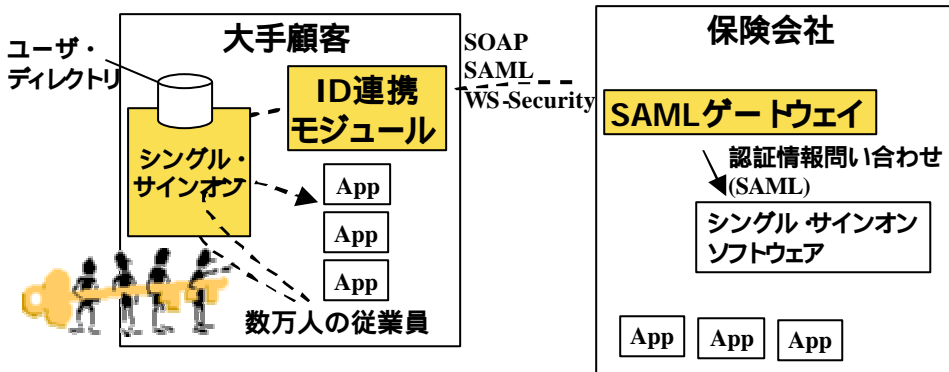 大手顧客
ユーザ・
ディレクトリ
ID連携
モジュール
シングル・
サインオン
App
App
App
数万人の従業員
SOAP
SAML
WS-Security
保険会社
SAMLゲートウェイ
認証情報問い合わせ
(SAML)
シングル・サインオン
ソフトウェア
App
App
App